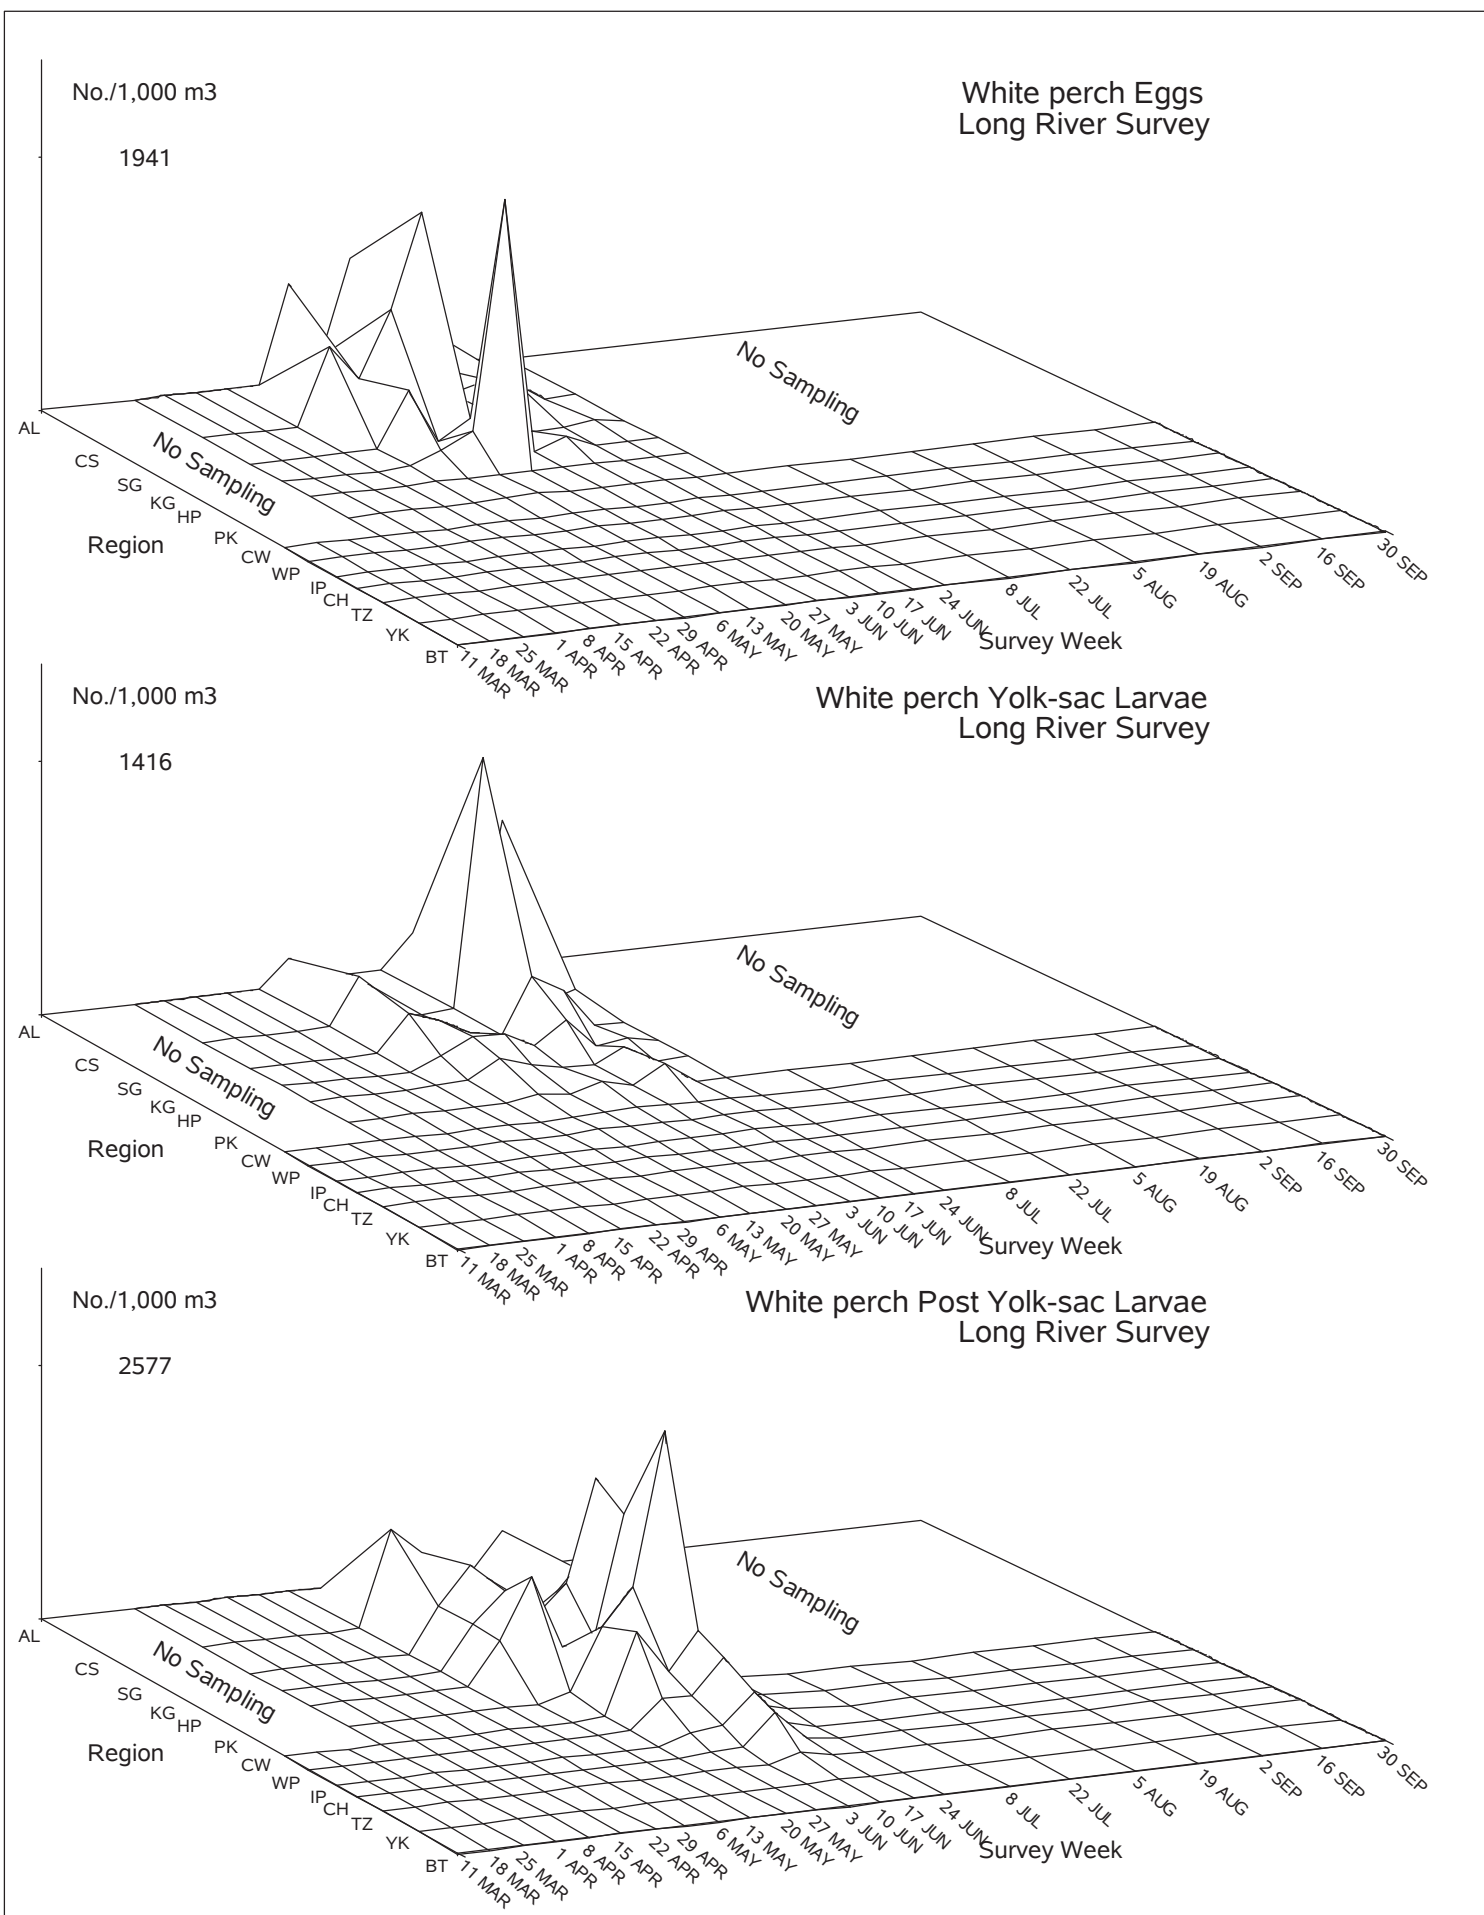 No./1,000 m3
White perch Eggs
Long River Survey
1941
No Sampling
AL
CS
SG
KG
HP
PK
CW
WP
IP
CH
TZ
YK
BT
No Sampling
Region
11 MAR
18 MAR
25 MAR
1 APR
8 APR
15 APR
22 APR
29 APR
6 MAY
13 MAY
20 MAY
27 MAY
3 JUN
10 JUN
17 JUN
24 JUN
8 JUL
22 JUL
5 AUG
19 AUG
2 SEP
16 SEP
30 SEP
Survey Week
No./1,000 m3
White perch Yolk-sac Larvae
Long River Survey
1416
No Sampling
AL
CS
SG
KG
HP
PK
CW
WP
IP
CH
TZ
YK
BT
No Sampling
Region
11 MAR
18 MAR
25 MAR
1 APR
8 APR
15 APR
22 APR
29 APR
6 MAY
13 MAY
20 MAY
27 MAY
3 JUN
10 JUN
17 JUN
24 JUN
8 JUL
22 JUL
5 AUG
19 AUG
2 SEP
16 SEP
30 SEP
Survey Week
No./1,000 m3
White perch Post Yolk-sac Larvae
Long River Survey
2577
No Sampling
AL
CS
SG
KG
HP
PK
CW
WP
IP
CH
TZ
YK
BT
No Sampling
Region
11 MAR
18 MAR
25 MAR
1 APR
8 APR
15 APR
22 APR
29 APR
6 MAY
13 MAY
20 MAY
27 MAY
3 JUN
10 JUN
17 JUN
24 JUN
8 JUL
22 JUL
5 AUG
19 AUG
2 SEP
16 SEP
30 SEP
Survey Week